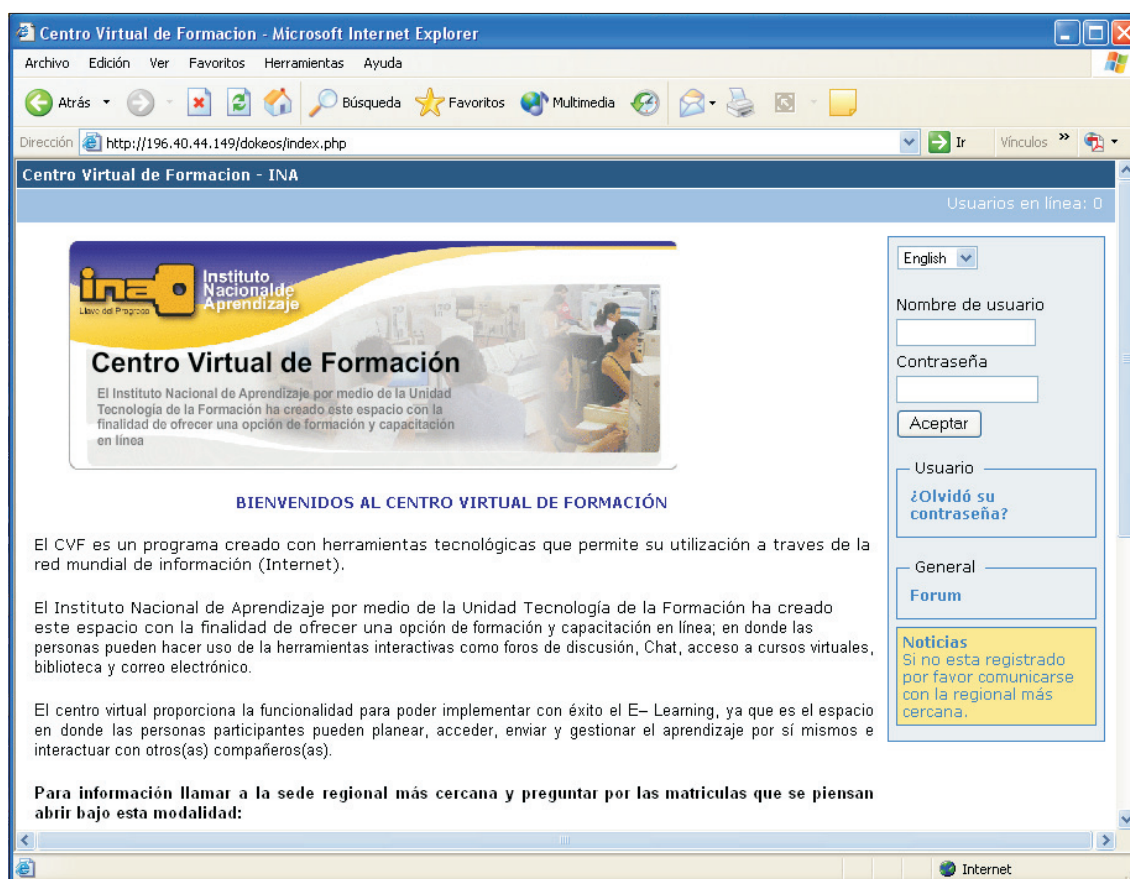 Centro Virtual de Formacion - Microsoft Internet Explorer
Archivo Edición Ver Favoritos Herramientas Ayuda
Atrás Búsqueda Favoritos Multimedia
Dirección http://196.40.44.149/dokeos/index.php Ir Vínculos »
Centro Virtual de Formacion - INA
Usuarios en línea: 0
ina
Llave del Progreso
Instituto
Nacionalde
Aprendizaje
Centro Virtual de Formación
El Instituto Nacional de Aprendizaje por medio de la Unidad
Tecnología de la Formación ha creado este espacio con la
finalidad de ofrecer una opción de formación y capacitación
en línea
BIENVENIDOS AL CENTRO VIRTUAL DE FORMACIÓN
El CVF es un programa creado con herramientas tecnológicas que permite su utilización a traves de la
red mundial de información (Internet).
El Instituto Nacional de Aprendizaje por medio de la Unidad Tecnología de la Formación ha creado
este espacio con la finalidad de ofrecer una opción de formación y capacitación en línea; en donde las
personas pueden hacer uso de la herramientas interactivas como foros de discusión, Chat, acceso a cursos virtuales,
biblioteca y correo electrónico.
El centro virtual proporciona la funcionalidad para poder implementar con éxito el E– Learning, ya que es el espacio
en donde las personas participantes pueden planear, acceder, enviar y gestionar el aprendizaje por sí mismos e
interactuar con otros(as) compañeros(as).
Para información llamar a la sede regional más cercana y preguntar por las matriculas que se piensan
abrir bajo esta modalidad:
English
Nombre de usuario
Contraseña
Aceptar
Usuario
¿Olvidó su
contraseña?
General
Forum
Noticias
Si no esta registrado
por favor comunicarse
con la regional más
cercana.
Internet